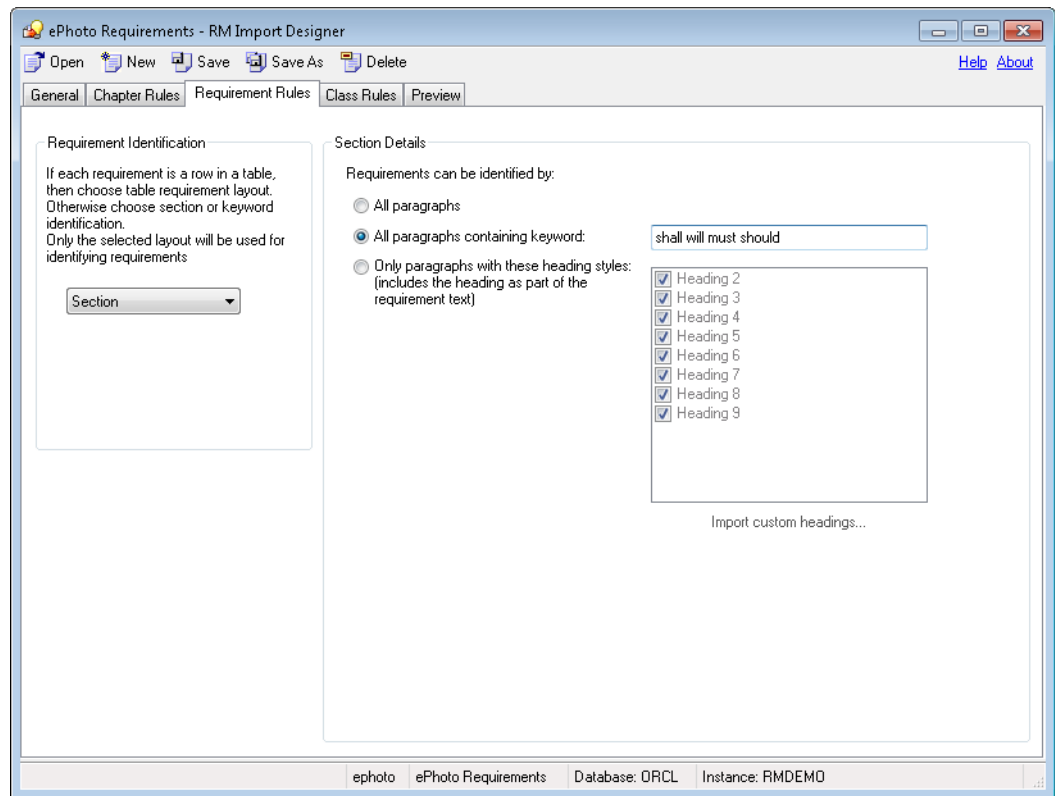 ePhoto Requirements - RM Import Designer
Open New Save Save As Delete Help About
General Chapter Rules Requirement Rules Class Rules Preview
Requirement Identification
If each requirement is a row in a table,
then choose table requirement layout.
Otherwise choose section or keyword
identification.
Only the selected layout will be used for
identifying requirements
Section
Section Details
Requirements can be identified by:
All paragraphs
All paragraphs containing keyword: shall will must should
Only paragraphs with these heading styles:
(includes the heading as part of the
requirement text)
Heading 2
Heading 3
Heading 4
Heading 5
Heading 6
Heading 7
Heading 8
Heading 9
Import custom headings...
ephoto ePhoto Requirements Database: ORCL Instance: RMDEMO